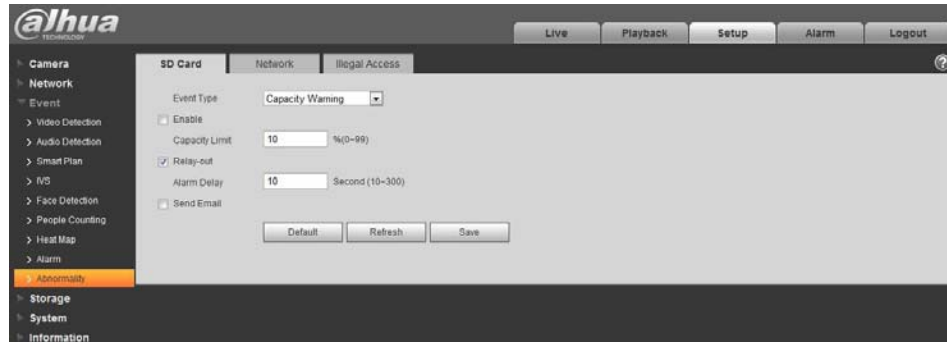 alhua
TECHNOLOGY
Live Playback Setup Alarm Logout
Camera
Network
Event
Video Detection
Audio Detection
Smart Plan
IVS
Face Detection
People Counting
Heat Map
Alarm
Abnormality
Storage
System
Information
SD Card Network Illegal Access
Event Type Capacity Warning
Enable
Capacity Limit 10 %(0~99)
Relay-out
Alarm Delay 10 Second (10~300)
Send Email
Default Refresh Save